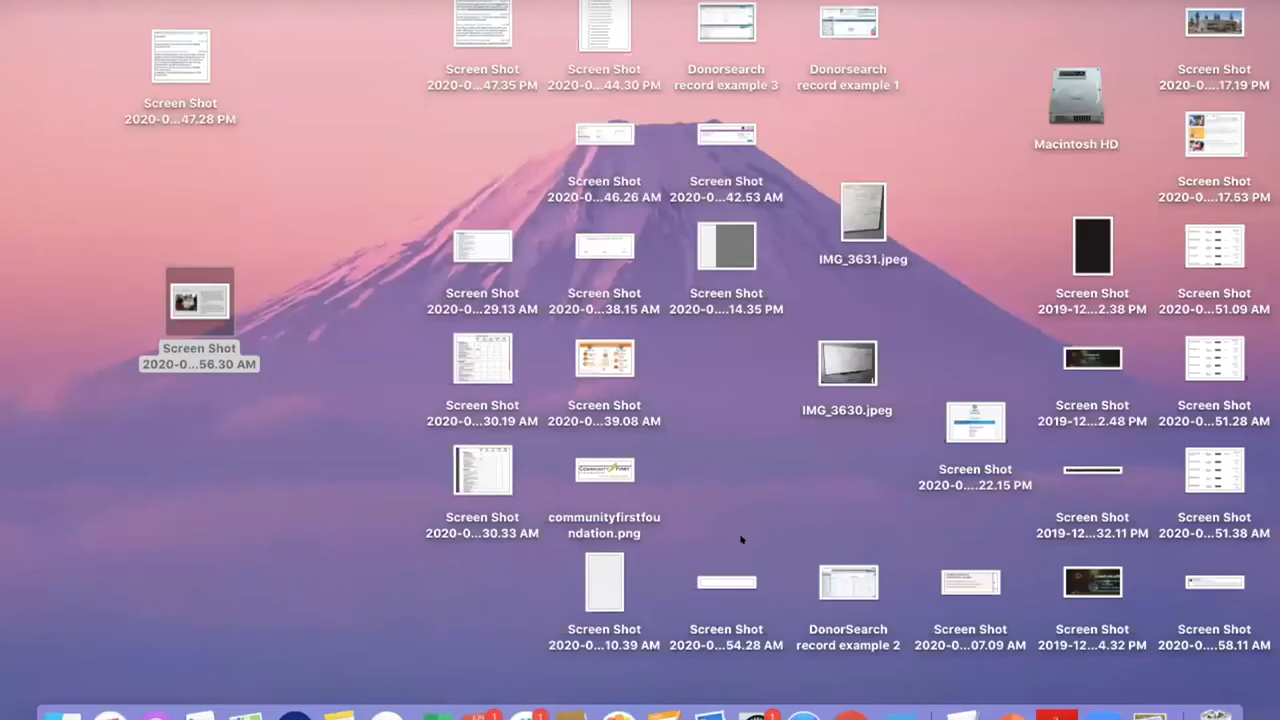 Screen Shot
2020-0...47.35 PM
Screen Shot
2020-0...44.30 PM
Donorsearch
record example 3
Donorsearch
record example 1
Screen Shot
2020-0....17.19 PM
Screen Shot
2020-0...47.28 PM
Macintosh HD
Screen Shot
2020-0...46.26 AM
Screen Shot
2020-0...42.53 AM
Screen Shot
2020-0....17.53 PM
IMG_3631.jpeg
Screen Shot
2020-0...29.13 AM
Screen Shot
2020-0...38.15 AM
Screen Shot
2020-0...14.35 PM
Screen Shot
2019-12...2.38 PM
Screen Shot
2020-0...51.09 AM
Screen Shot
2020-0...56.30 AM
Screen Shot
2020-0...30.19 AM
Screen Shot
2020-0...39.08 AM
IMG_3630.jpeg
Screen Shot
2019-12...2.48 PM
Screen Shot
2020-0...51.28 AM
Screen Shot
2020-0....22.15 PM
COMMUNITY FIRST
Screen Shot
2020-0...30.33 AM
communityfirstfou
ndation.png
Screen Shot
2019-12...32.11 PM
Screen Shot
2020-0...51.38 AM
Screen Shot
2020-0...10.39 AM
Screen Shot
2020-0...54.28 AM
DonorSearch
record example 2
Screen Shot
2020-0...07.09 AM
Screen Shot
2019-12...4.32 PM
Screen Shot
2020-0....58.11 AM
1
1
1